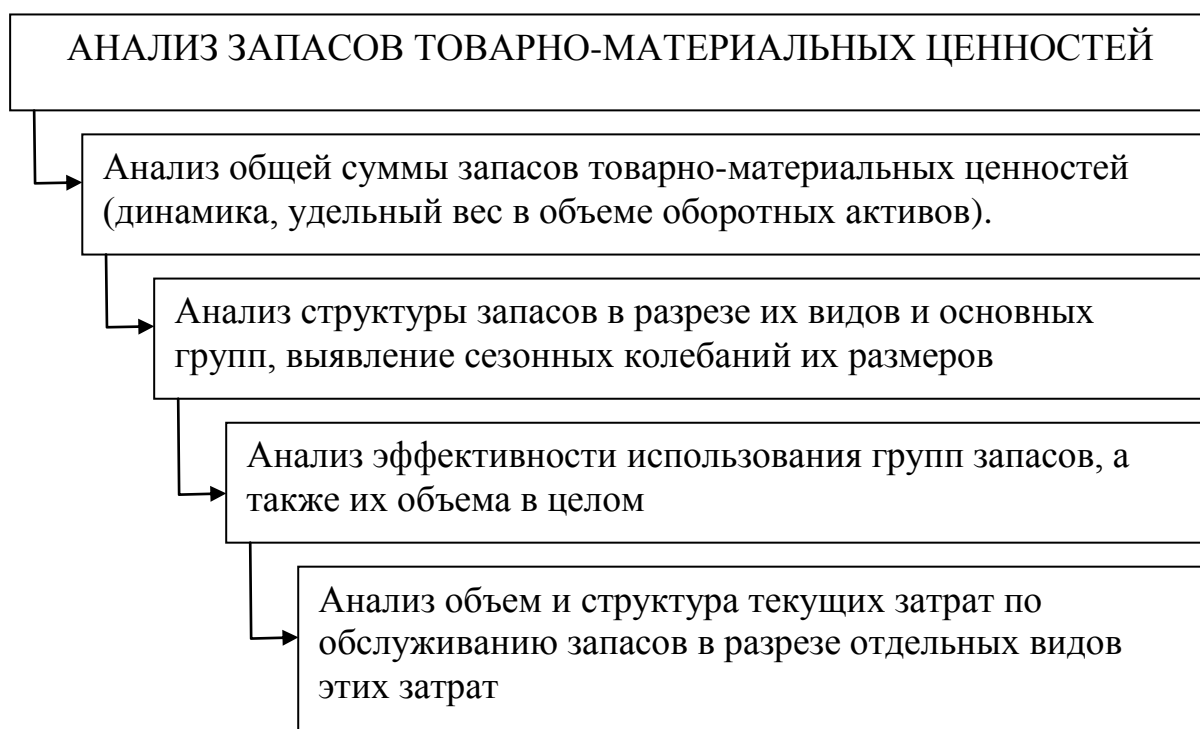 АНАЛИЗ ЗАПАСОВ ТОВАРНО-МАТЕРИАЛЬНЫХ ЦЕННОСТЕЙ
Анализ общей суммы запасов товарно-материальных ценностей
(динамика, удельный вес в объеме оборотных активов).
Анализ структуры запасов в разрезе их видов и основных
групп, выявление сезонных колебаний их размеров
Анализ эффективности использования групп запасов, а
также их объема в целом
Анализ объем и структура текущих затрат по
обслуживанию запасов в разрезе отдельных видов
этих затрат